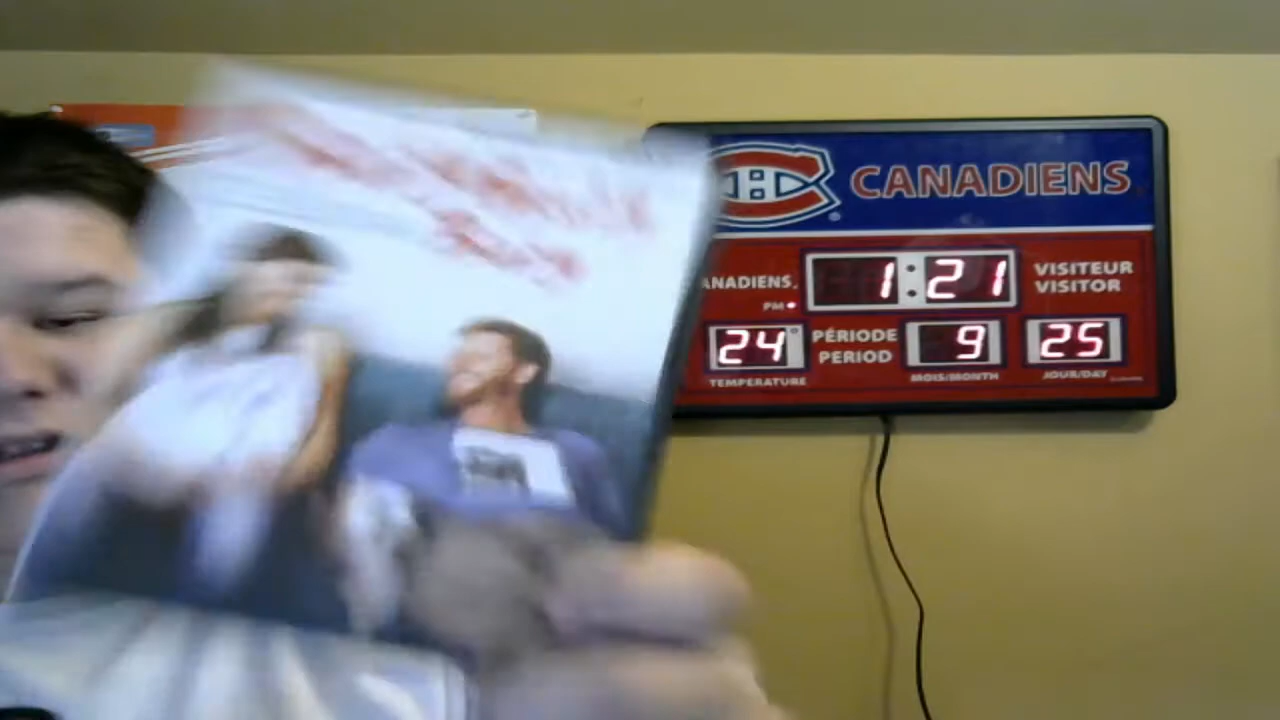 CANADIENS
ANADIENS.
1:21
VISITEUR
VISITOR
PM
24°
PÉRIODE
PERIOD
9
25
TEMPERATURE
MOIS/MONTH
JOUR/DAY